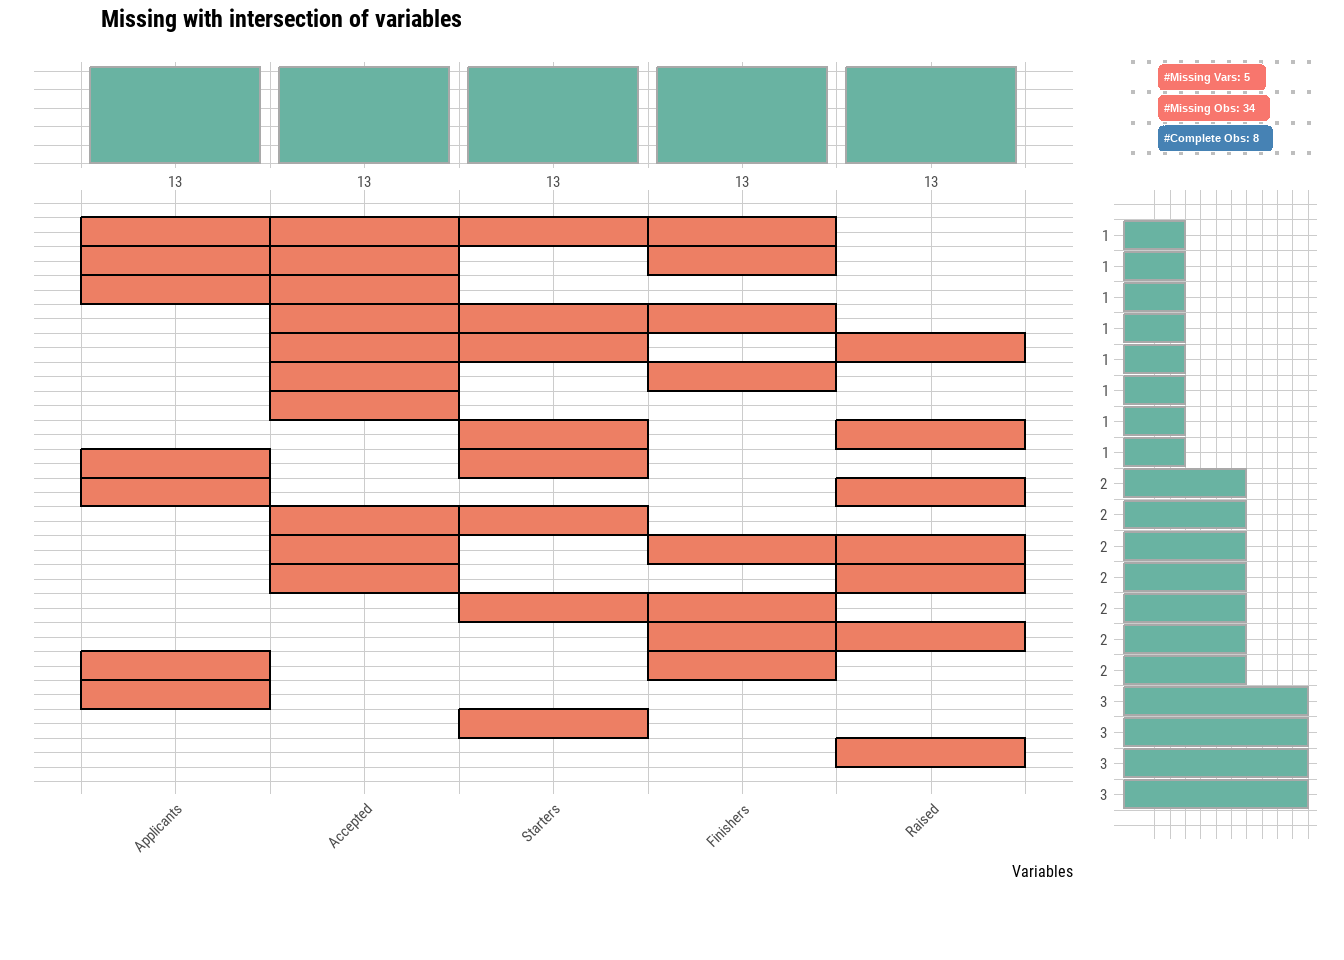 Missing with intersection of variables
#Missing Vars: 5
#Missing Obs: 34
#Complete Obs: 8
13 13 13 13 13
1
1
1
1
1
1
1
1
2
2
2
2
2
2
2
3
3
3
3
Applicants Accepted Starters Finishers Raised
Variables